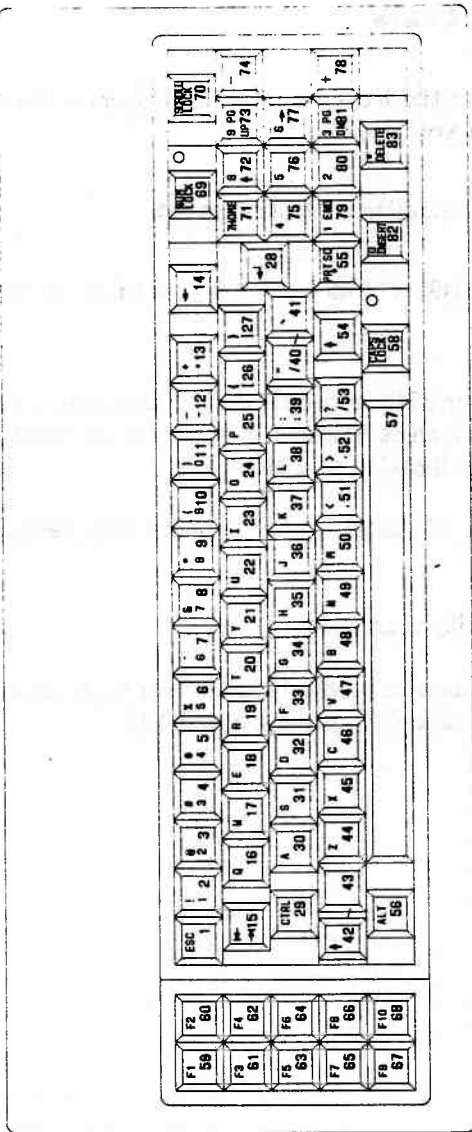 F1 59 F2 60 ESC 1 ! 1 2 @ 2 3 # 3 4 4 5 % 5 6 6 7 & 7 8 * 8 9 ( 9 10 ) 0 11 - 12 + = 13 ← 14 NUM LOCK 69 SCROLL LOCK 70
F3 61 F4 62 15 Q 16 W 17 E 18 R 19 T 20 Y 21 U 22 I 23 O 24 P 25 { [ 26 } ] 27 28 7 HOME 71 8 72 9 PG UP 73 - 74
F5 63 F6 64 CTRL 29 A 30 S 31 D 32 F 33 G 34 H 35 J 36 K 37 L 38 : ; 39 40 41 4 75 5 76 6 77
F7 65 F8 66 42 43 Z 44 X 45 C 46 V 47 B 48 N 49 M 50 < 51 > . 52 ? / 53 54 PRTSC 55 1 END 79 2 80 3 PG DN 81 + 78
F9 67 F10 68 ALT 56 57 CAPS LOCK 58 0 INSERT 82 . DELETE 83